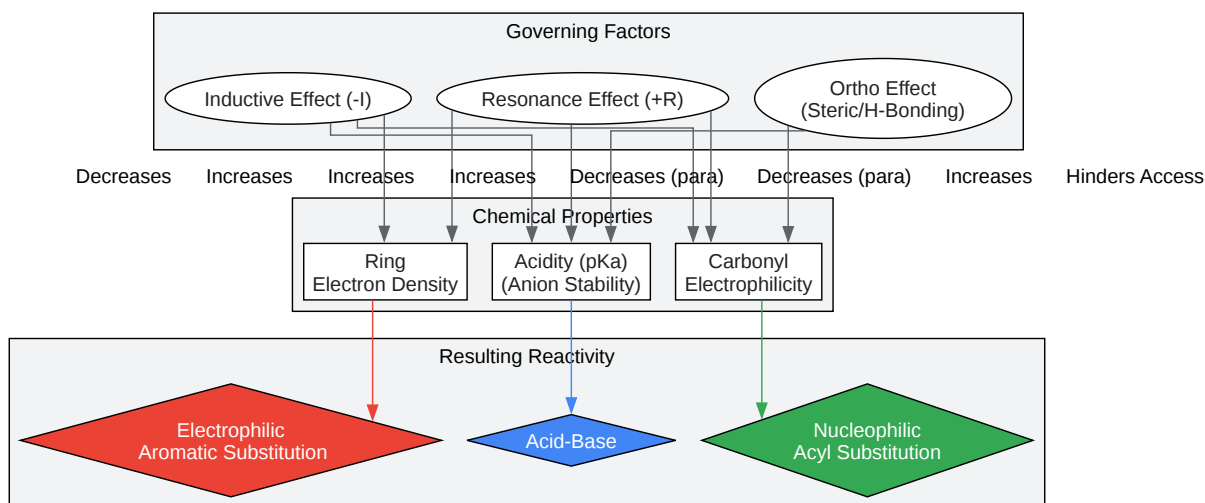 Governing Factors
Inductive Effect (-I)
Resonance Effect (+R)
Ortho Effect
(Steric/H-Bonding)
Decreases
Increases
Increases
Increases
Decreases (para)
Decreases (para)
Increases
Hinders Access
Chemical Properties
Ring
Electron Density
Acidity (pKa)
(Anion Stability)
Carbonyl
Electrophilicity
Resulting Reactivity
Electrophilic
Aromatic Substitution
Acid-Base
Nucleophilic
Acyl Substitution